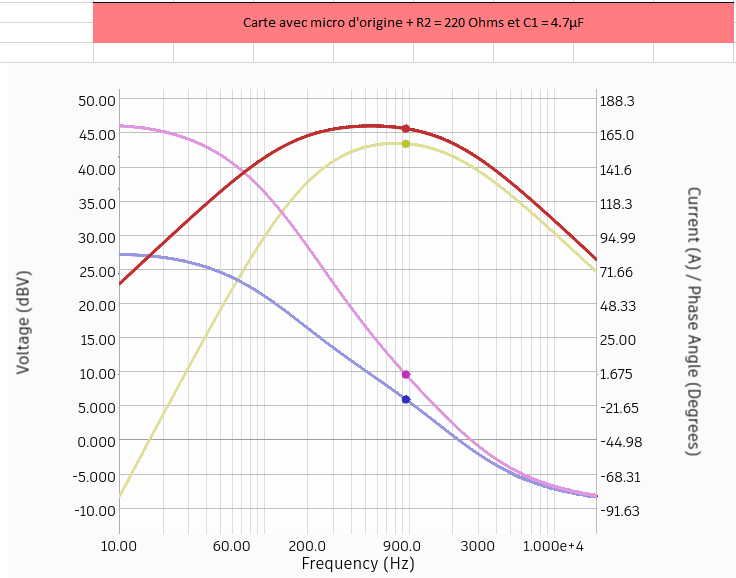 Carte avec micro d'origine + R2 = 220 Ohms et C1 = 4.7µF
50.00 188.3
45.00 165.0
40.00 141.6
35.00 118.3
30.00 94.99
25.00 71.66
20.00 48.33
15.00 25.00
10.00 1.675
5.000 -21.65
0.000 -44.98
-5.000 -68.31
-10.00 -91.63
Voltage (dBV)
Current (A) / Phase Angle (Degrees)
10.00 60.00 200.0 900.0 3000 1.000e+4
Frequency (Hz)